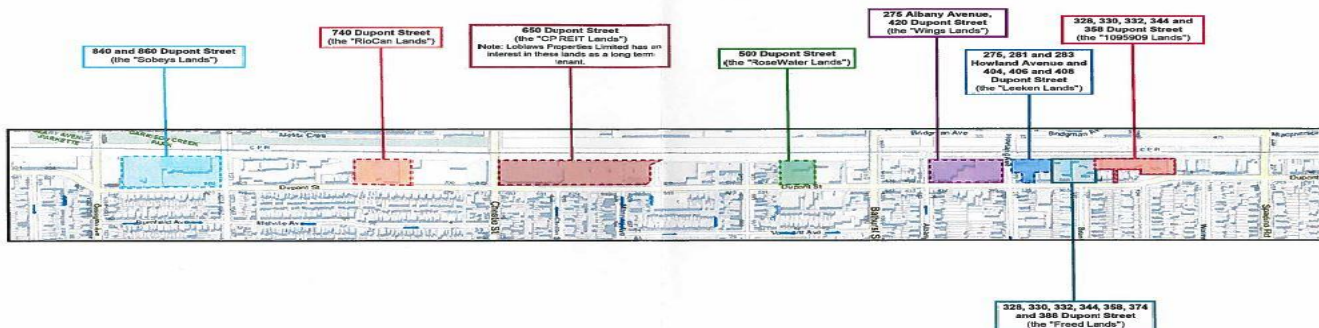 840 and 860 Dupont Street
(the "Sobeys Lands")
740 Dupont Street
(the "RioCan Lands")
650 Dupont Street
(the "CP REIT Lands")
Note: Loblaws Properties Limited has an
interest in these lands as a long term
tenant.
500 Dupont Street
(the "RoseWater Lands")
275 Albany Avenue,
420 Dupont Street
(the "Wings Lands")
275, 281 and 283
Howland Avenue and
404, 406 and 408
Dupont Street
(the "Leeken Lands")
328, 330, 332, 344 and
358 Dupont Street
(the "1095909 Lands")
Bridgman Ave
Bridgman
C P R
C P R
Dupont St
Dupont St
Dupont
Christie St
Bathurst St
Spadina Rd
328, 330, 332, 344, 358, 374
and 388 Dupont Street
(the "Freed Lands")